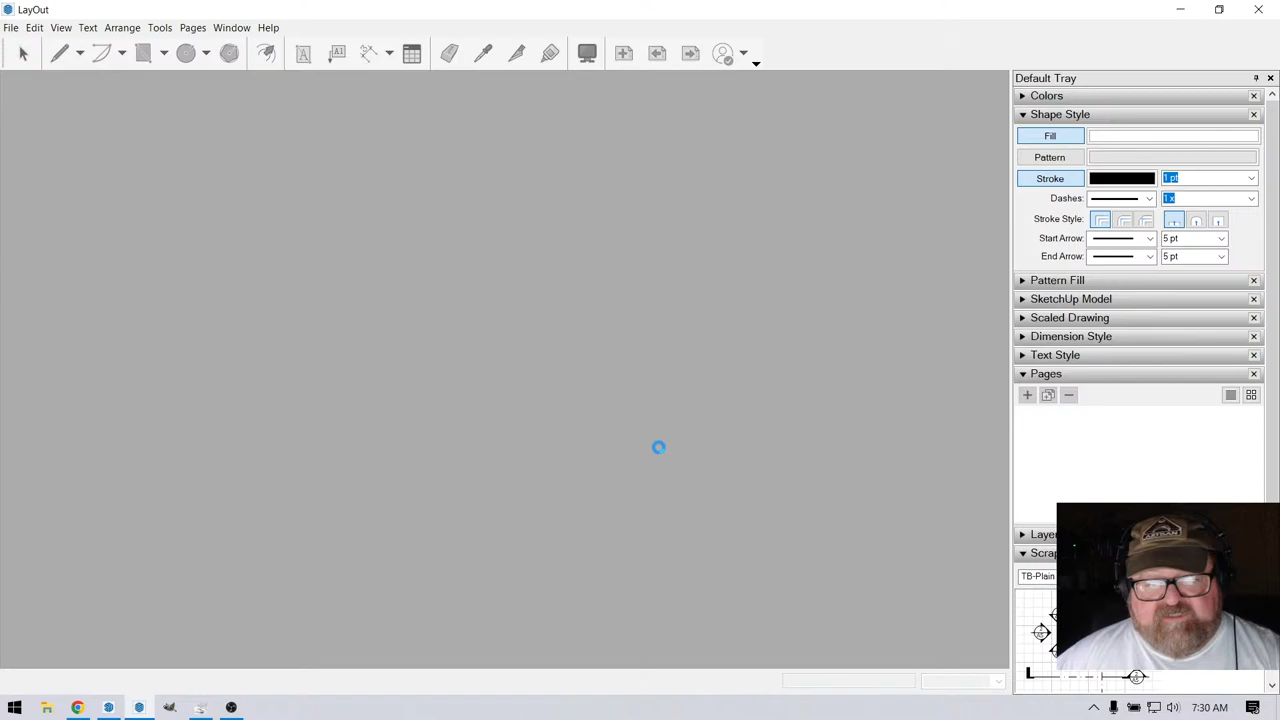 LayOut
File Edit View Text Arrange Tools Pages Window Help
Default Tray
Colors
Shape Style
Fill
Pattern
Stroke 1 pt
Dashes: 1 x
Stroke Style:
Start Arrow: 5 pt
End Arrow: 5 pt
Pattern Fill
SketchUp Model
Scaled Drawing
Dimension Style
Text Style
Pages
TB-Plain
ARTISAN
7:30 AM